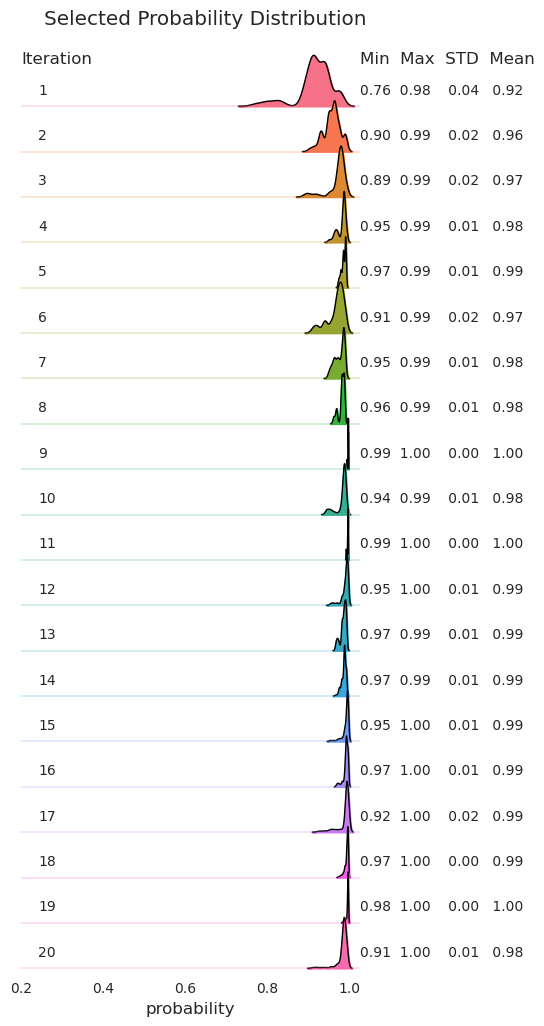 Selected Probability Distribution
Iteration Min Max STD Mean
1 0.76 0.98 0.04 0.92
2 0.90 0.99 0.02 0.96
3 0.89 0.99 0.02 0.97
4 0.95 0.99 0.01 0.98
5 0.97 0.99 0.01 0.99
6 0.91 0.99 0.02 0.97
7 0.95 0.99 0.01 0.98
8 0.96 0.99 0.01 0.98
9 0.99 1.00 0.00 1.00
10 0.94 0.99 0.01 0.98
11 0.99 1.00 0.00 1.00
12 0.95 1.00 0.01 0.99
13 0.97 0.99 0.01 0.99
14 0.97 0.99 0.01 0.99
15 0.95 1.00 0.01 0.99
16 0.97 1.00 0.01 0.99
17 0.92 1.00 0.02 0.99
18 0.97 1.00 0.00 0.99
19 0.98 1.00 0.00 1.00
20 0.91 1.00 0.01 0.98
0.2 0.4 0.6 0.8 1.0
probability